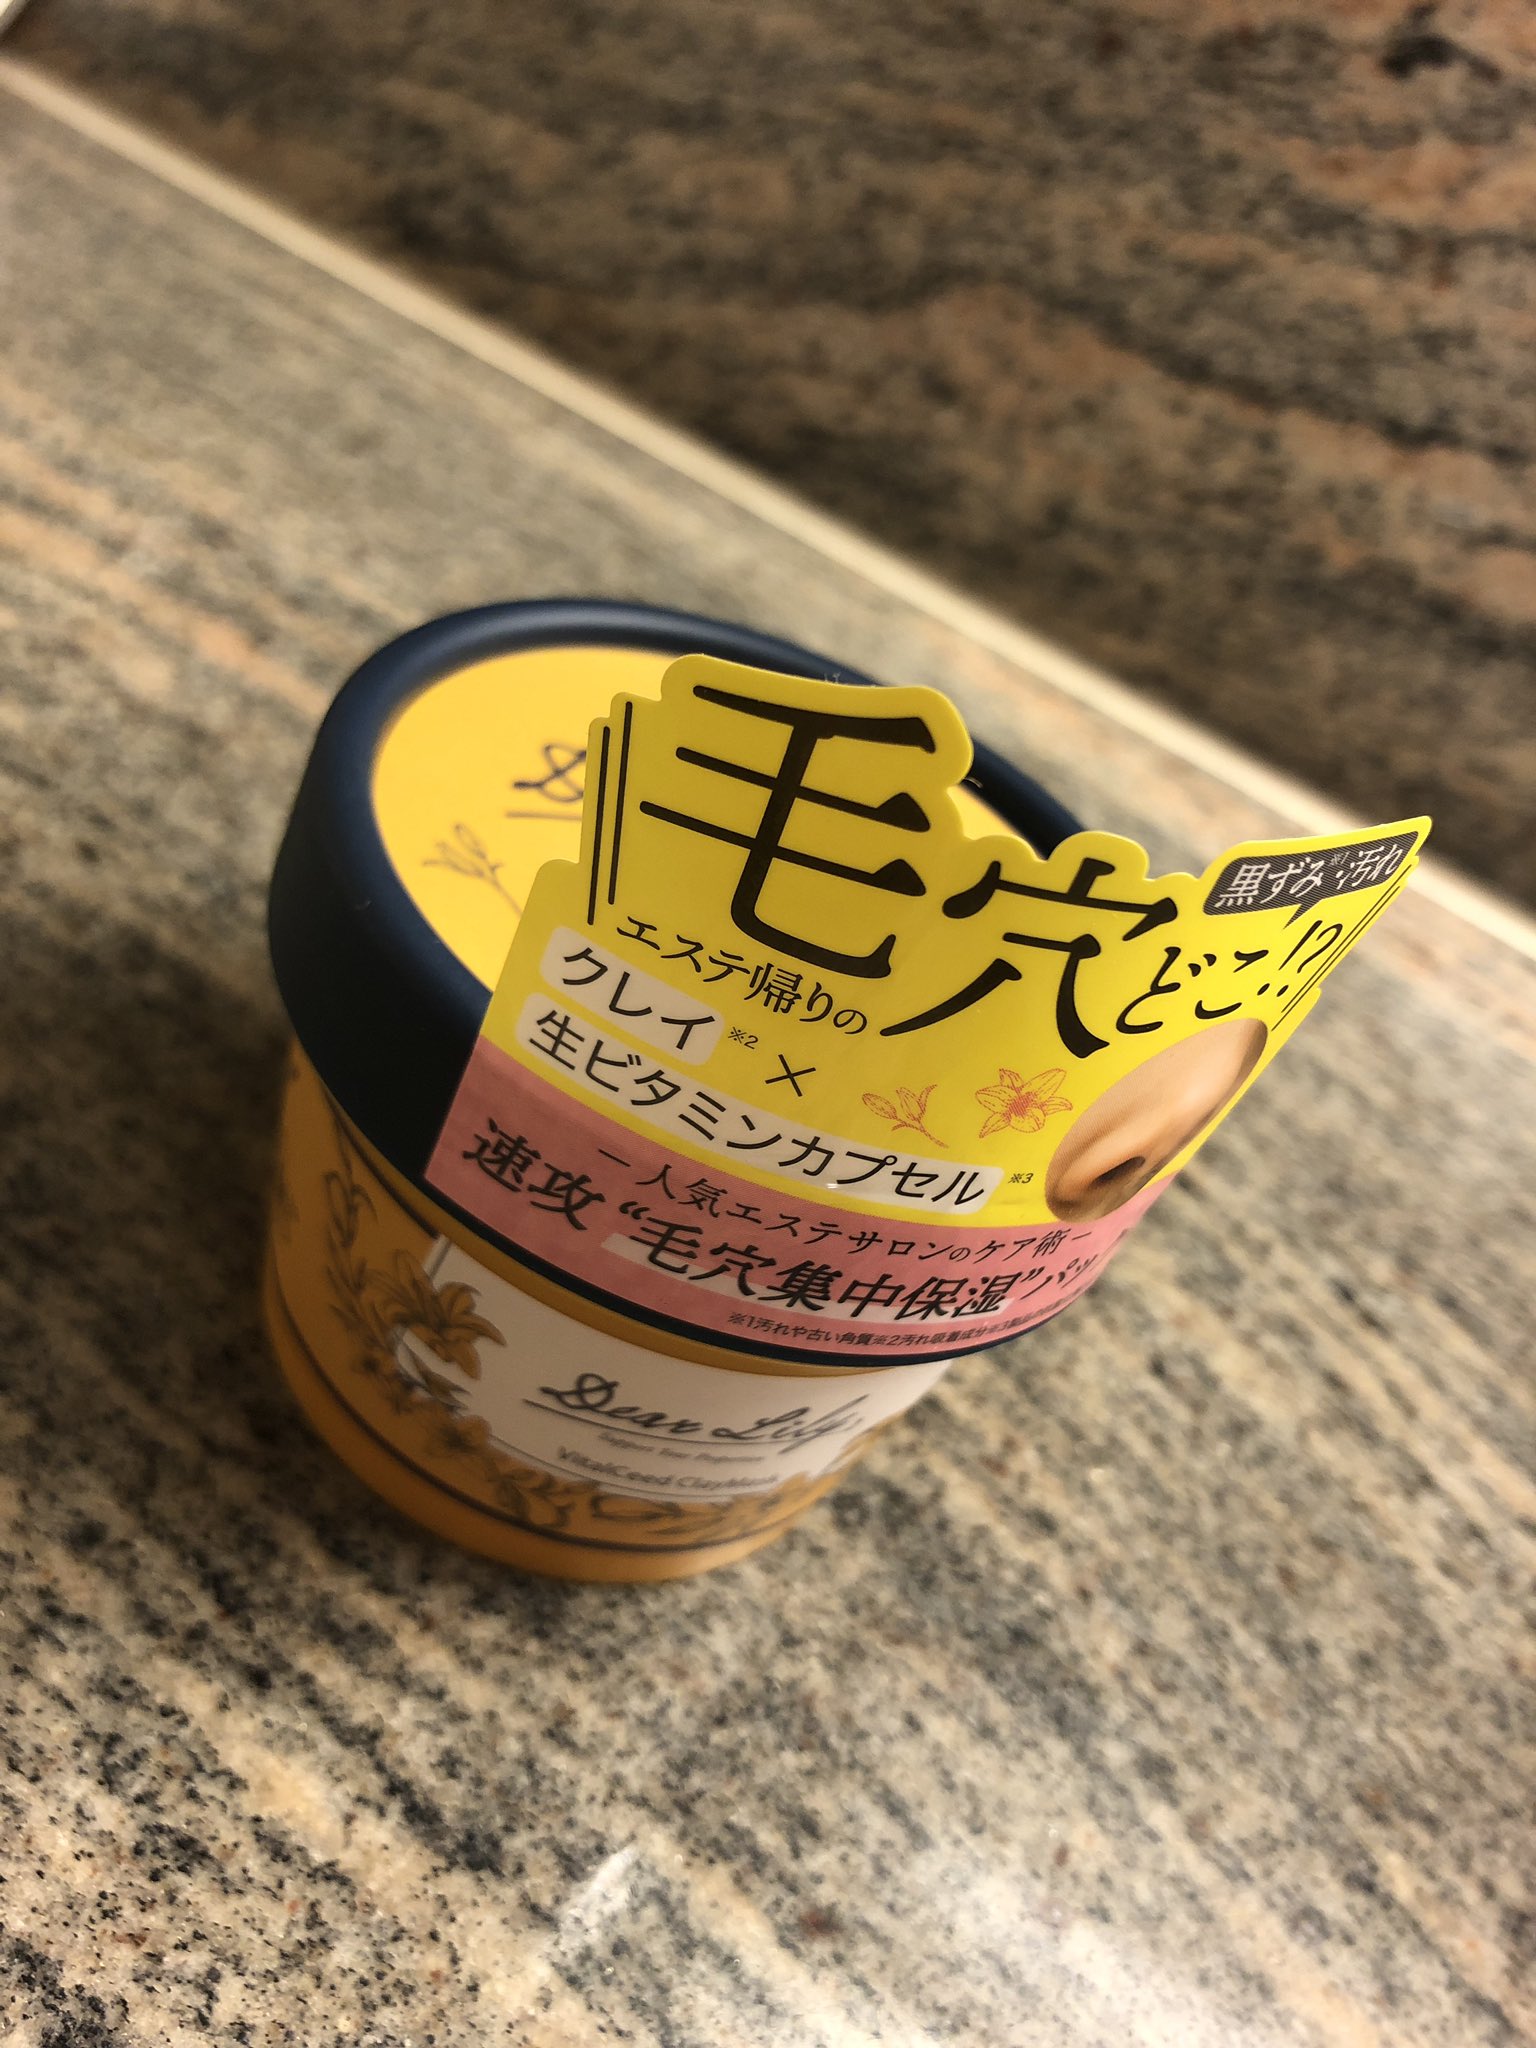 黒ずみ※1・汚れ
毛穴どこ!?
エステ帰りの
クレイ※2
×
生ビタミンカプセル※3
－人気エステサロンのケア術－
速攻“毛穴集中保湿”パッ
※1汚れや古い角質※2汚れ吸着成分※3
Dear Lily,
VitalCeed ClayMask